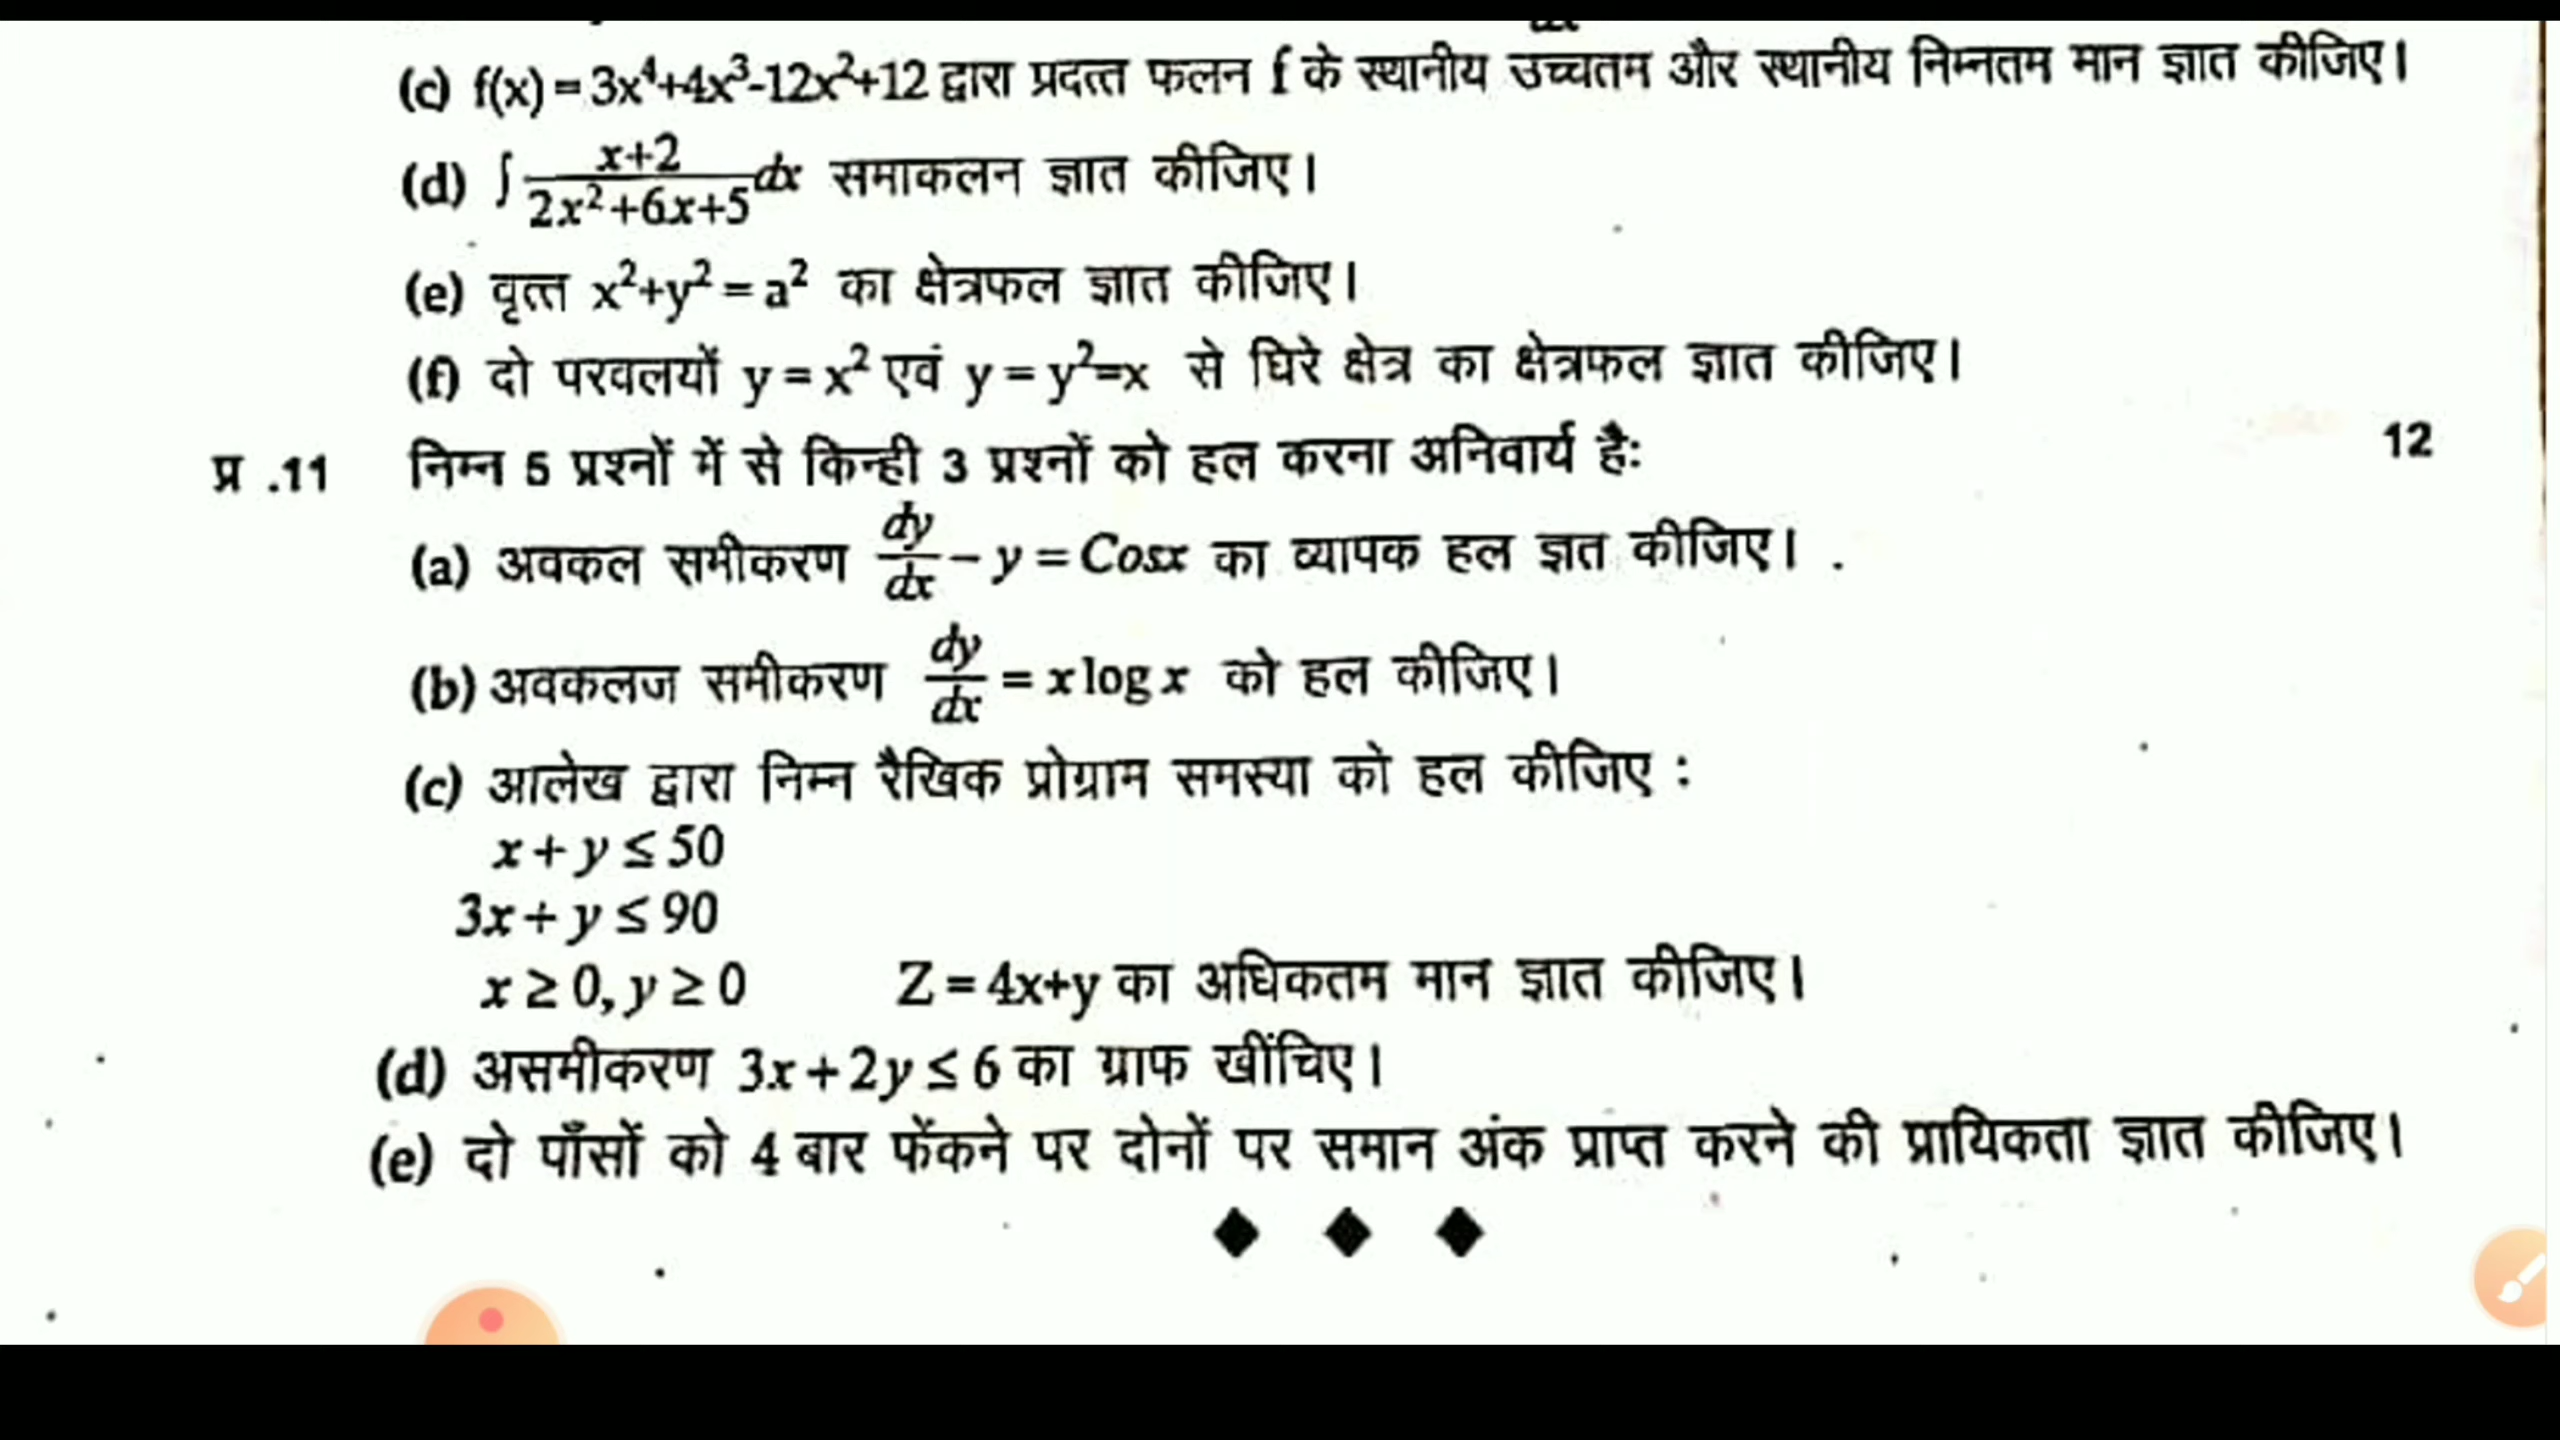 (c) f(x) = 3x⁴+4x³-12x²+12 द्वारा प्रदत्त फलन f के स्थानीय उच्चतम और स्थानीय निम्नतम मान ज्ञात कीजिए।
(d) ∫ x+2 / 2x²+6x+5 dx समाकलन ज्ञात कीजिए।
(e) वृत्त x²+y² = a² का क्षेत्रफल ज्ञात कीजिए।
(f) दो परवलयों y = x² एवं y = y²=x से घिरे क्षेत्र का क्षेत्रफल ज्ञात कीजिए।
प्र .11 निम्न 5 प्रश्नों में से किन्ही 3 प्रश्नों को हल करना अनिवार्य हैः 12
(a) अवकल समीकरण dy/dx − y = Cosx का व्यापक हल ज्ञत कीजिए। .
(b) अवकलज समीकरण dy/dx = x log x को हल कीजिए।
(c) आलेख द्वारा निम्न रैखिक प्रोग्राम समस्या को हल कीजिए :
x + y ≤ 50
3x + y ≤ 90
x ≥ 0, y ≥ 0 Z = 4x+y का अधिकतम मान ज्ञात कीजिए।
(d) असमीकरण 3x + 2y ≤ 6 का ग्राफ खींचिए।
(e) दो पाँसों को 4 बार फेंकने पर दोनों पर समान अंक प्राप्त करने की प्रायिकता ज्ञात कीजिए।